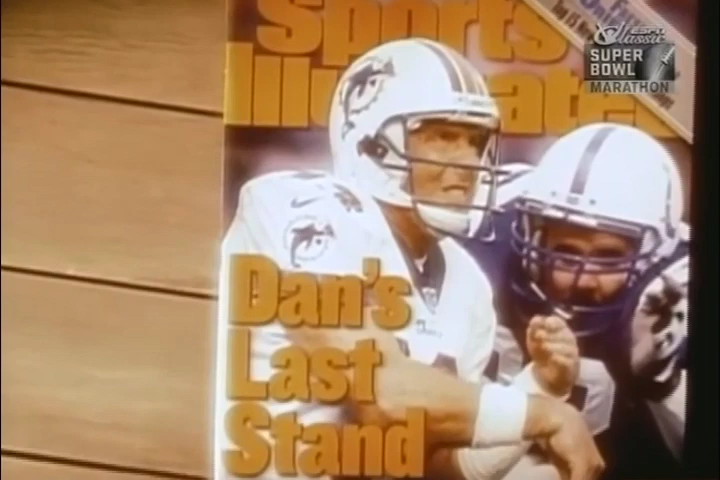 Sports
Illustrated
ESPN
Classic
SUPER
BOWL
MARATHON
Dan's
Last
Stand